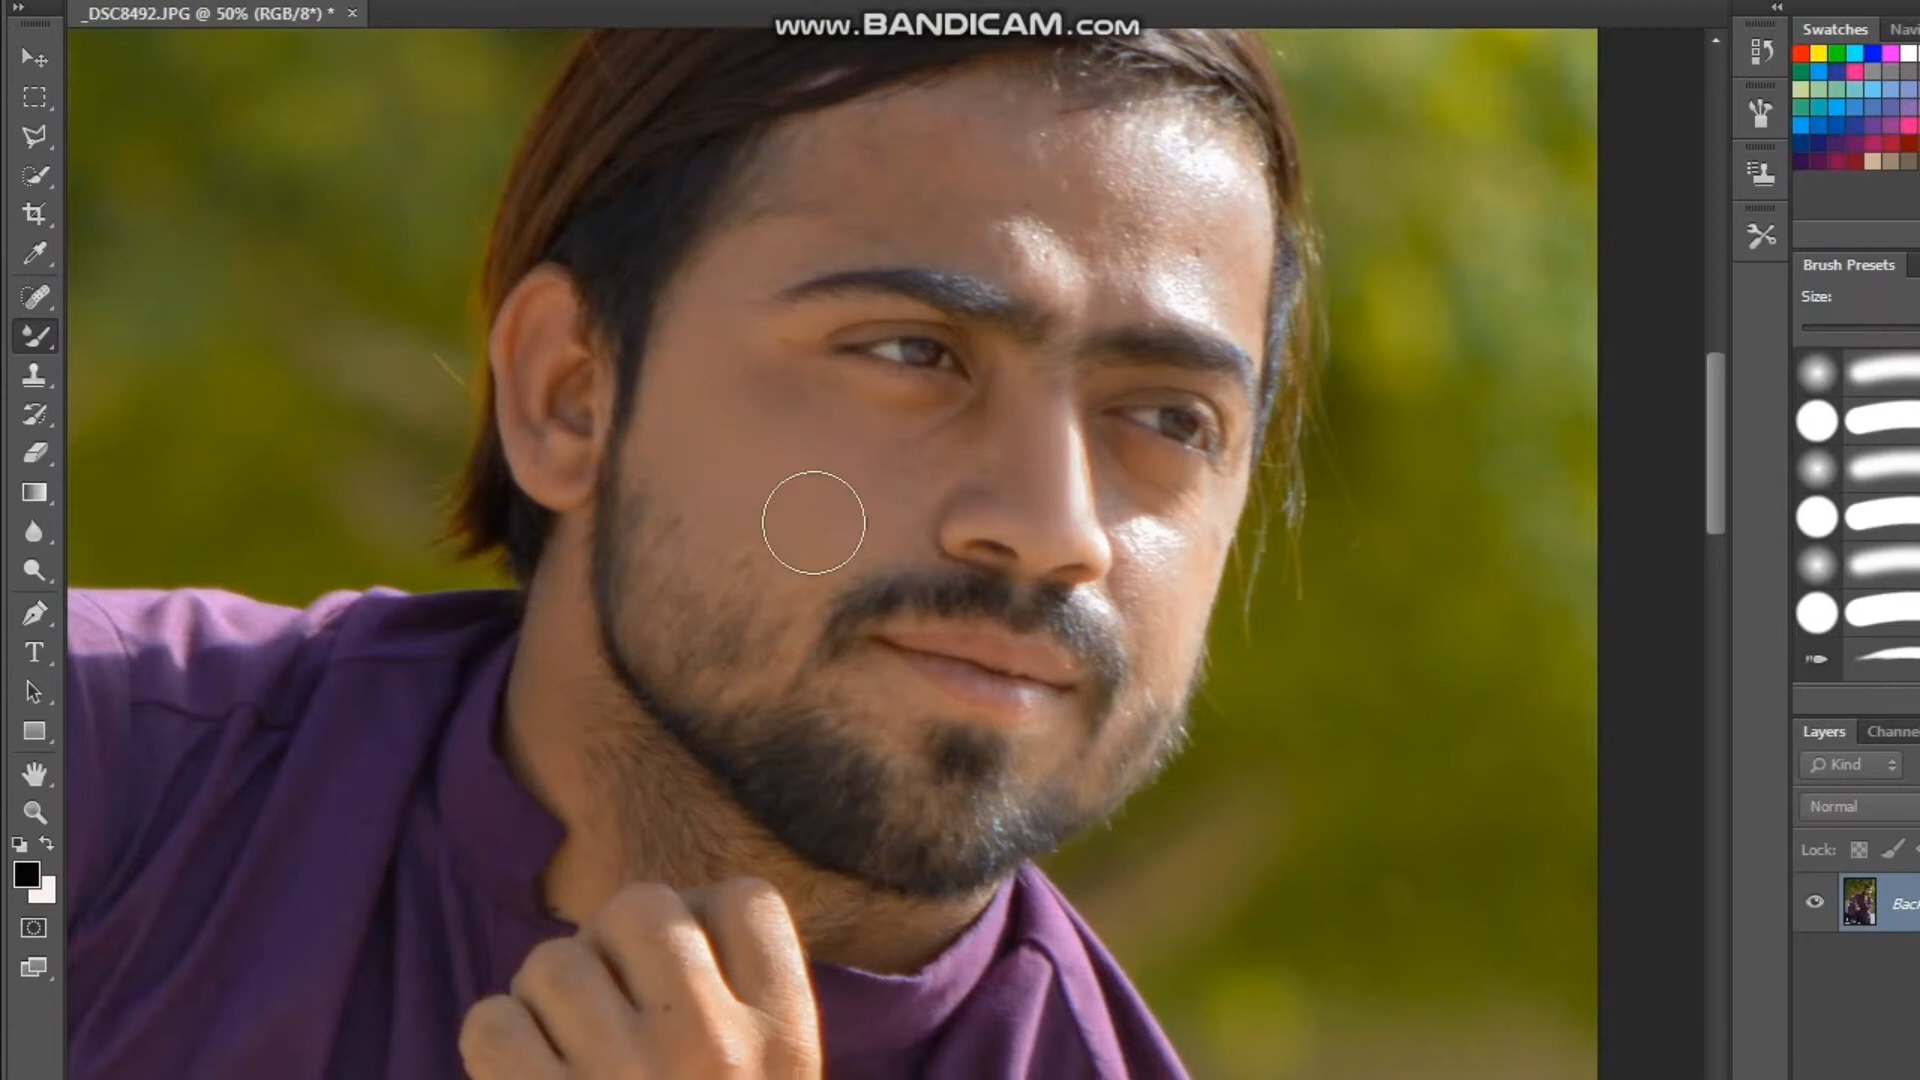 _DSC8492.JPG @ 50% (RGB/8*) *
www.BANDICAM.com
Swatches
Brush Presets
Size:
Layers
Kind
Normal
Lock:
T